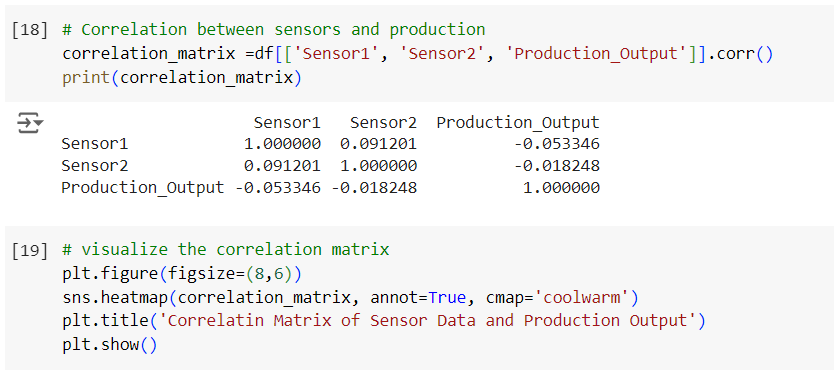 [18] # Correlation between sensors and production
correlation_matrix =df[['Sensor1', 'Sensor2', 'Production_Output']].corr()
print(correlation_matrix)
Sensor1 Sensor2 Production_Output
Sensor1 1.000000 0.091201 -0.053346
Sensor2 0.091201 1.000000 -0.018248
Production_Output -0.053346 -0.018248 1.000000
[19] # visualize the correlation matrix
plt.figure(figsize=(8,6))
sns.heatmap(correlation_matrix, annot=True, cmap='coolwarm')
plt.title('Correlatin Matrix of Sensor Data and Production Output')
plt.show()